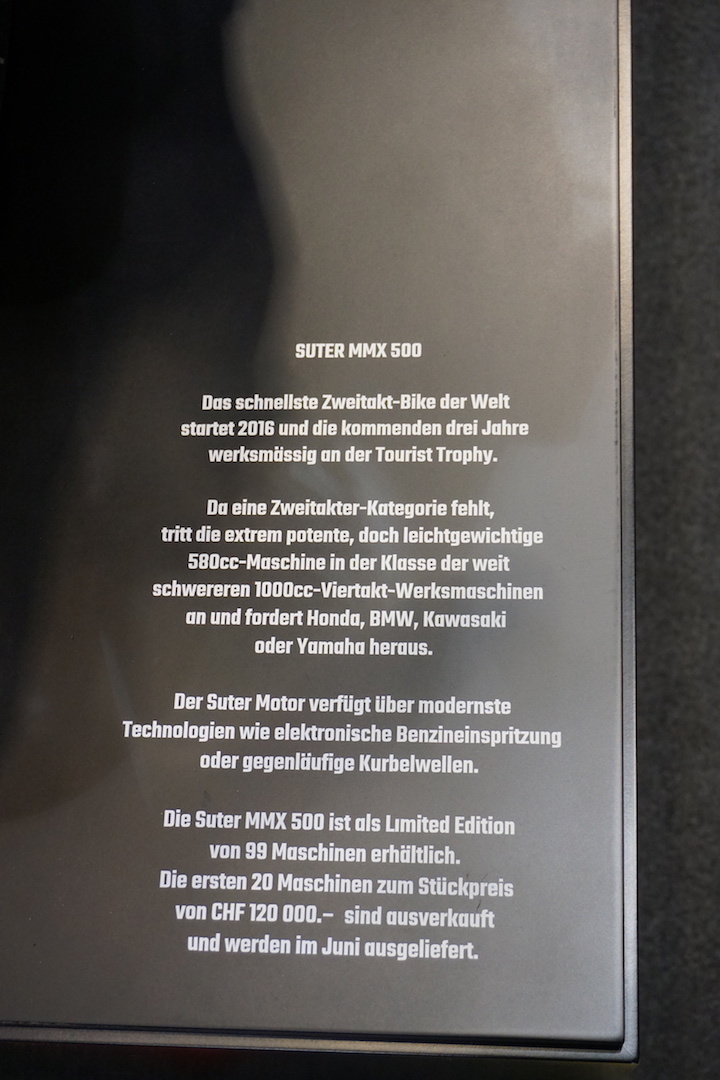 SUTER MMX 500
Das schnellste Zweitakt-Bike der Welt
startet 2016 und die kommenden drei Jahre
werksmässig an der Tourist Trophy.
Da eine Zweitakter-Kategorie fehlt,
tritt die extrem potente, doch leichtgewichtige
580cc-Maschine in der Klasse der weit
schwereren 1000cc-Viertakt-Werksmaschinen
an und fordert Honda, BMW, Kawasaki
oder Yamaha heraus.
Der Suter Motor verfügt über modernste
Technologien wie elektronische Benzineinspritzung
oder gegenläufige Kurbelwellen.
Die Suter MMX 500 ist als Limited Edition
von 99 Maschinen erhältlich.
Die ersten 20 Maschinen zum Stückpreis
von CHF 120 000.– sind ausverkauft
und werden im Juni ausgeliefert.